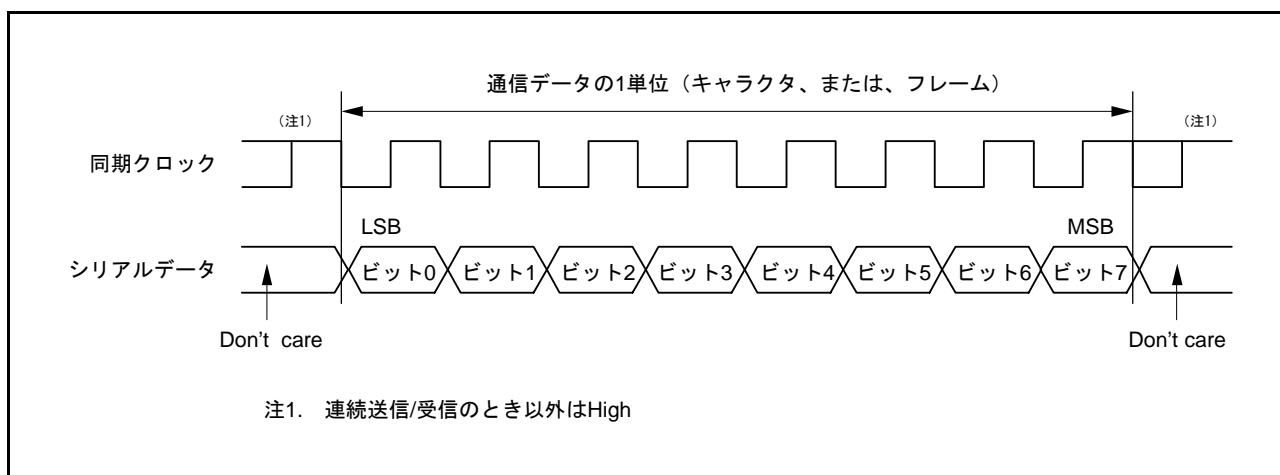 通信データの1単位（キャラクタ、または、フレーム）
（注1）
（注1）
同期クロック
LSB
MSB
シリアルデータ
ビット0 ビット1 ビット2 ビット3 ビット4 ビット5 ビット6 ビット7
Don't care
Don't care
注1. 連続送信/受信のとき以外はHigh